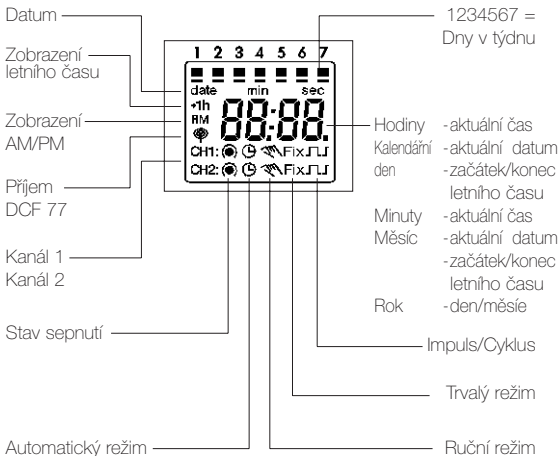 Datum
Zobrazení
letního času
Zobrazení
AM/PM
Příjem
DCF 77
Kanál 1
Kanál 2
Stav sepnutí
Automatický režim
1 2 3 4 5 6 7
date min sec
+1h
AM
88:88.
CH1: Fix
CH2: Fix
1234567 =
Dny v týdnu
Hodiny -aktuální čas
Kalendářní -aktuální datum
den -začátek/konec
letního času
Minuty -aktuální čas
Měsíc -aktuální datum
-začátek/konec
letního času
Rok -den/měsíe
Impuls/Cyklus
Trvalý režim
Ruční režim